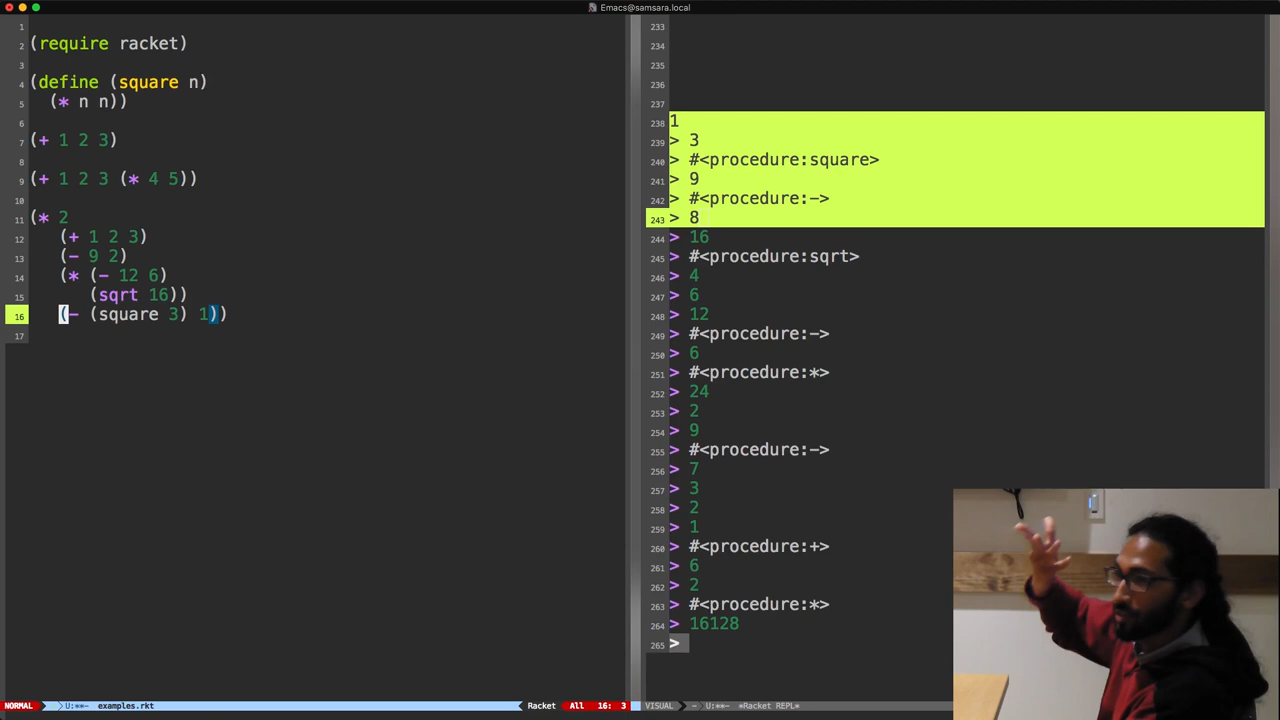 Emacs@samsara.local
1
2 (require racket)
3
4 (define (square n)
5 (* n n))
6
7 (+ 1 2 3)
8
9 (+ 1 2 3 (* 4 5))
10
11 (* 2
12 (+ 1 2 3)
13 (- 9 2)
14 (* (- 12 6)
15 (sqrt 16))
16 (- (square 3) 1))
17
NORMAL U:**- examples.rkt Racket All 16: 3
233
234
235
236
237
238 1
239 > 3
240 > #<procedure:square>
241 > 9
242 > #<procedure:->
243 > 8
244 > 16
245 > #<procedure:sqrt>
246 > 4
247 > 6
248 > 12
249 > #<procedure:->
250 > 6
251 > #<procedure:*>
252 > 24
253 > 2
254 > 9
255 > #<procedure:->
256 > 7
257 > 3
258 > 2
259 > 1
260 > #<procedure:+>
261 > 6
262 > 2
263 > #<procedure:*>
264 > 16128
265 >
VISUAL - U:**- *Racket REPL*